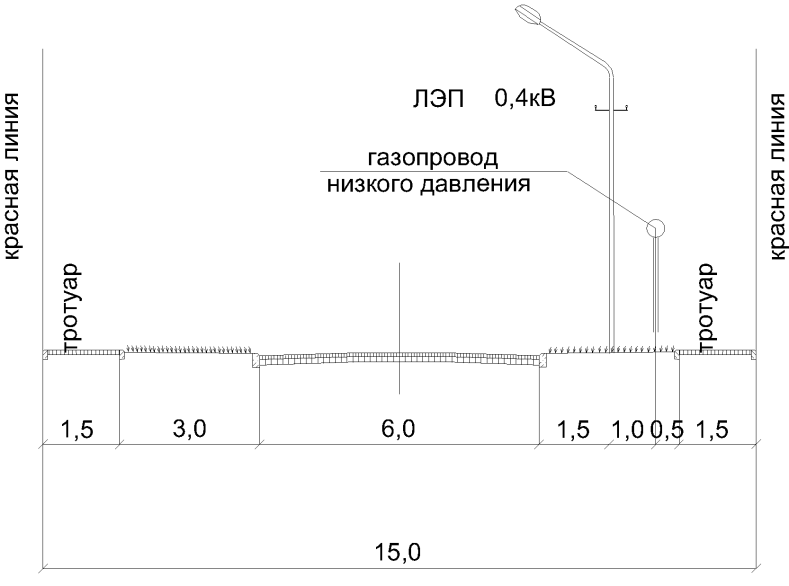 ЛЭП 0,4кВ
газопровод
низкого давления
красная линия
красная линия
тротуар
тротуар
1,5 3,0 6,0 1,5 1,0 0,5 1,5
15,0